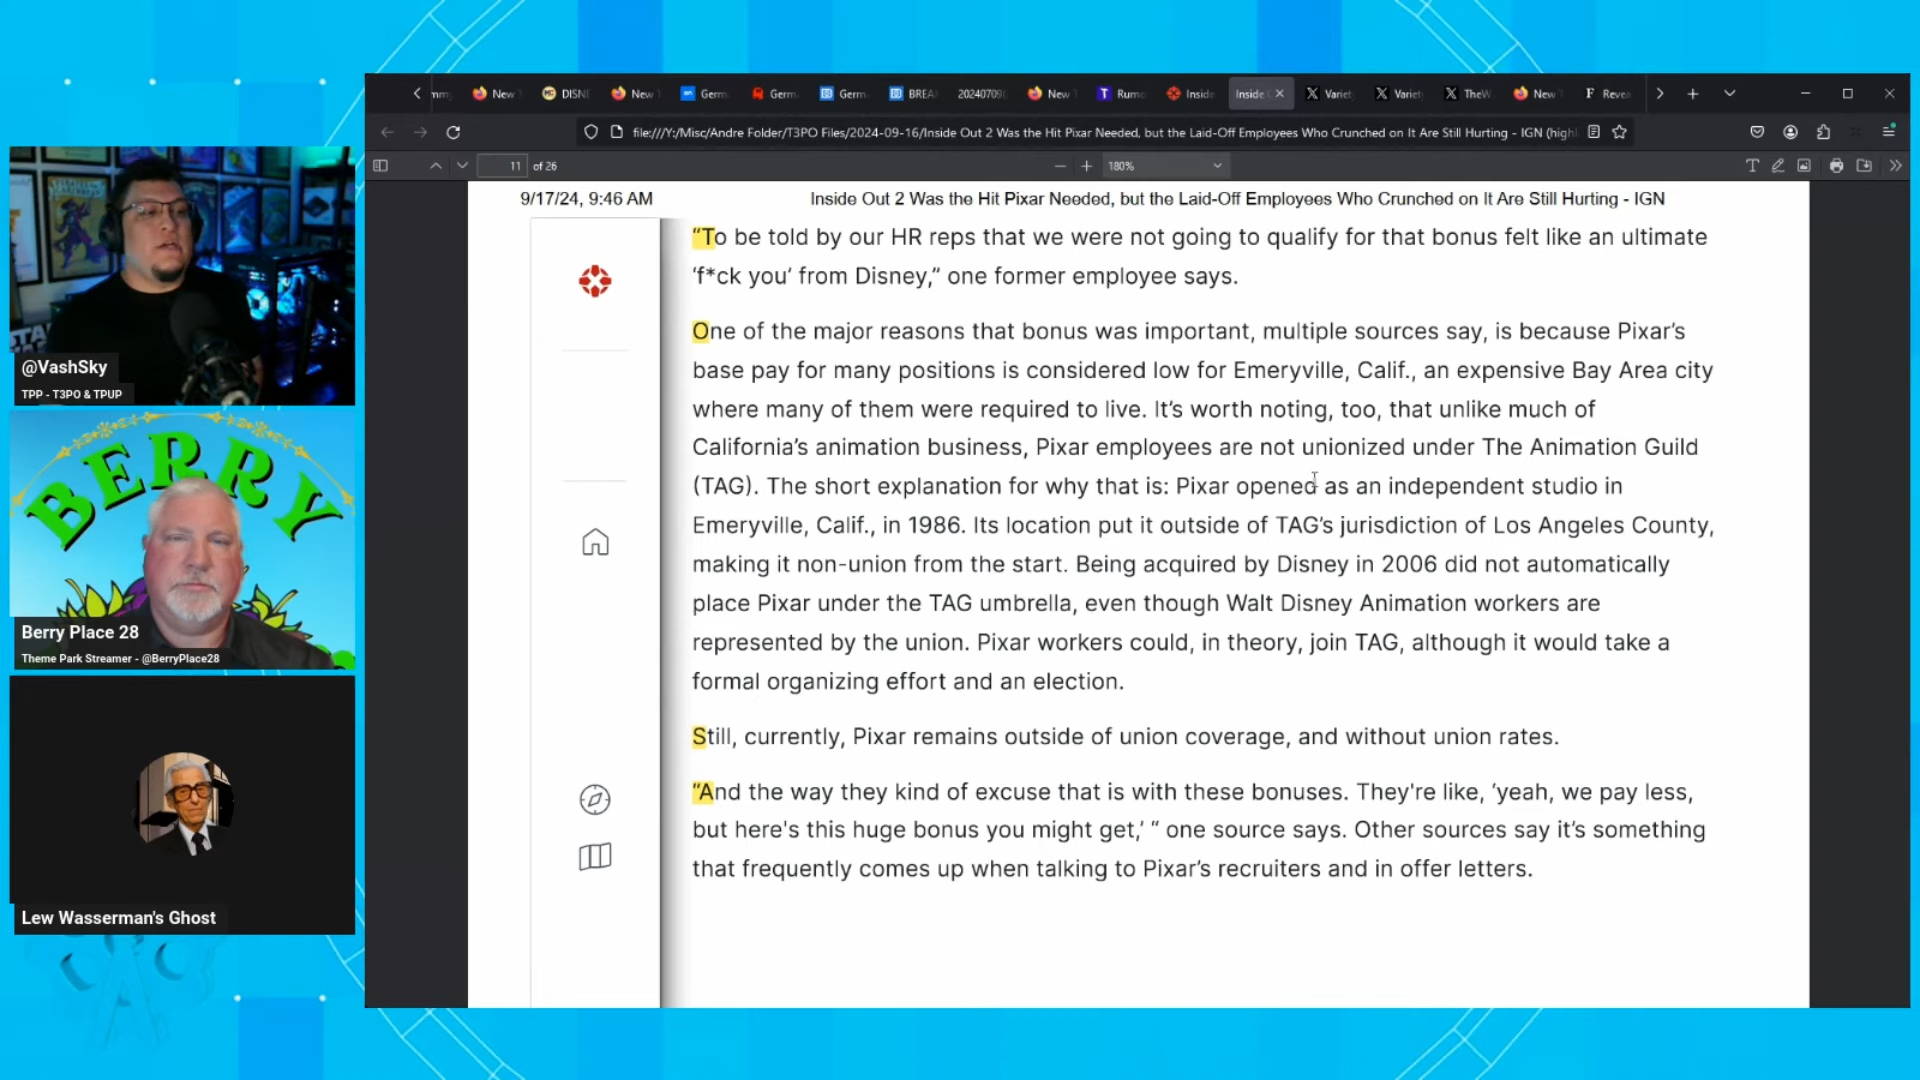 mmy
New T
DISNE
New T
Germ
Germ
Germ
BREA
20240709(
New T
Rumo
Inside
Inside
Variet
Variet
TheW
New T
Revea
file:///Y:/Misc/Andre Folder/T3PO Files/2024-09-16/Inside Out 2 Was the Hit Pixar Needed, but the Laid-Off Employees Who Crunched on It Are Still Hurting - IGN (highl
11 of 26
180%
9/17/24, 9:46 AM
Inside Out 2 Was the Hit Pixar Needed, but the Laid-Off Employees Who Crunched on It Are Still Hurting - IGN
“To be told by our HR reps that we were not going to qualify for that bonus felt like an ultimate
‘f*ck you’ from Disney,” one former employee says.
One of the major reasons that bonus was important, multiple sources say, is because Pixar’s
base pay for many positions is considered low for Emeryville, Calif., an expensive Bay Area city
where many of them were required to live. It’s worth noting, too, that unlike much of
California’s animation business, Pixar employees are not unionized under The Animation Guild
(TAG). The short explanation for why that is: Pixar opened as an independent studio in
Emeryville, Calif., in 1986. Its location put it outside of TAG’s jurisdiction of Los Angeles County,
making it non-union from the start. Being acquired by Disney in 2006 did not automatically
place Pixar under the TAG umbrella, even though Walt Disney Animation workers are
represented by the union. Pixar workers could, in theory, join TAG, although it would take a
formal organizing effort and an election.
Still, currently, Pixar remains outside of union coverage, and without union rates.
“And the way they kind of excuse that is with these bonuses. They're like, ‘yeah, we pay less,
but here's this huge bonus you might get,’ “ one source says. Other sources say it’s something
that frequently comes up when talking to Pixar’s recruiters and in offer letters.
@VashSky
TPP - T3PO & TPUP
BERRY
Berry Place 28
Theme Park Streamer - @BerryPlace28
Lew Wasserman's Ghost